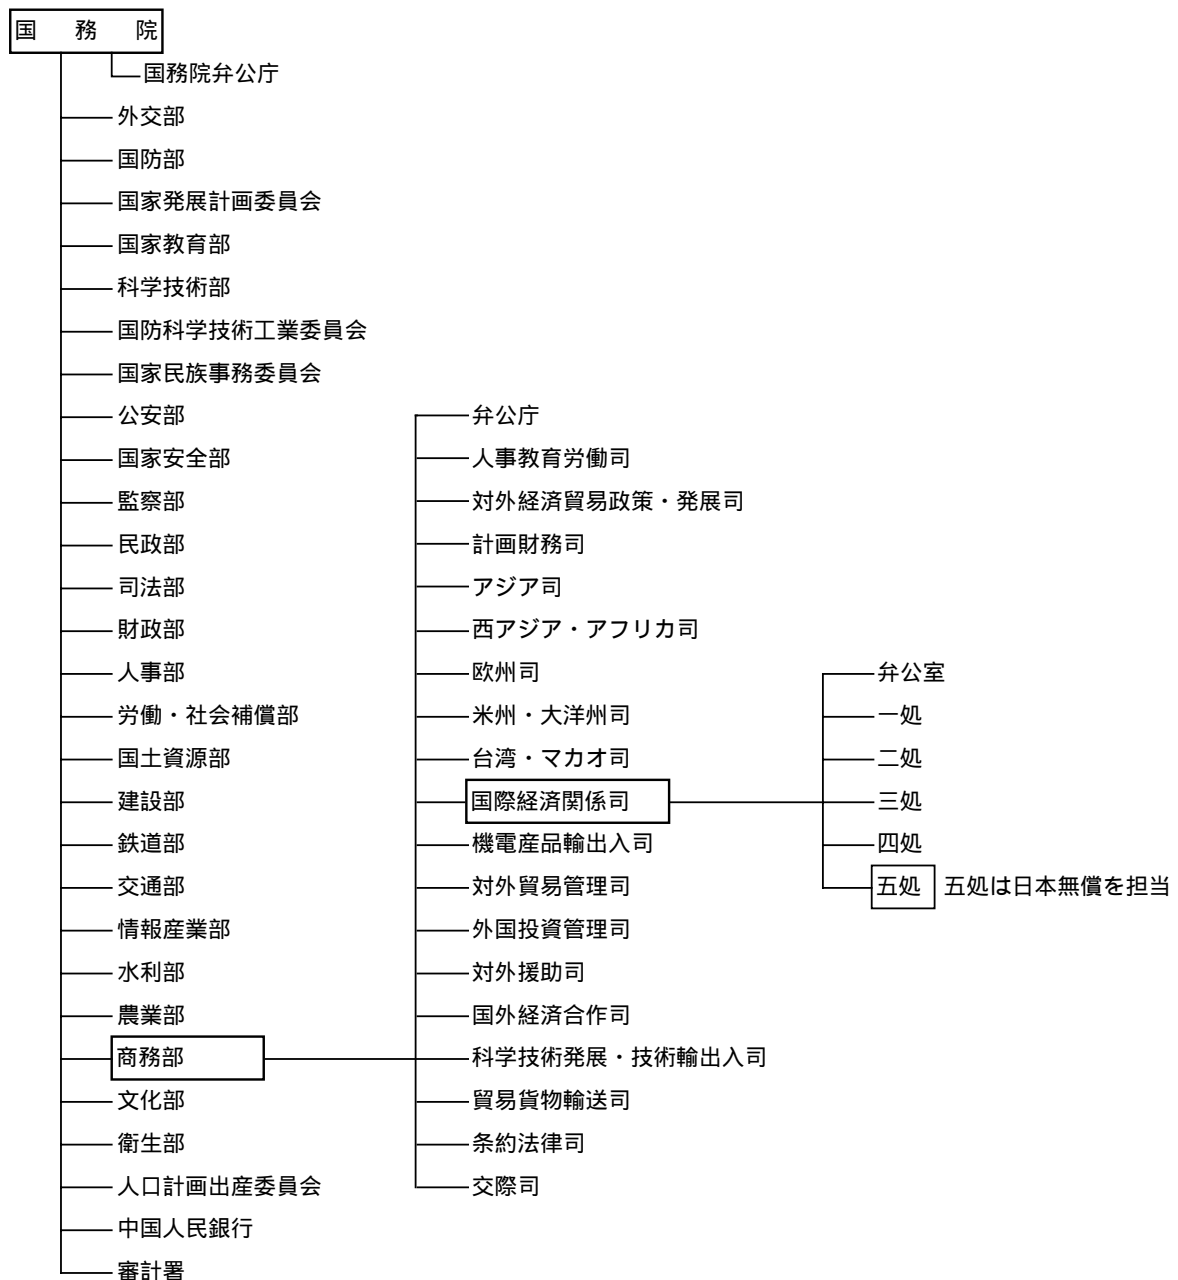 国務院
国務院弁公庁
外交部
国防部
国家発展計画委員会
国家教育部
科学技術部
国防科学技術工業委員会
国家民族事務委員会
公安部
国家安全部
監察部
民政部
司法部
財政部
人事部
労働・社会補償部
国土資源部
建設部
鉄道部
交通部
情報産業部
水利部
農業部
商務部
文化部
衛生部
人口計画出産委員会
中国人民銀行
審計署
弁公庁
人事教育労働司
対外経済貿易政策・発展司
計画財務司
アジア司
西アジア・アフリカ司
欧州司
米州・大洋州司
台湾・マカオ司
国際経済関係司
機電産品輸出入司
対外貿易管理司
外国投資管理司
対外援助司
国外経済合作司
科学技術発展・技術輸出入司
貿易貨物輸送司
条約法律司
交際司
弁公室
一処
二処
三処
四処
五処 五処は日本無償を担当